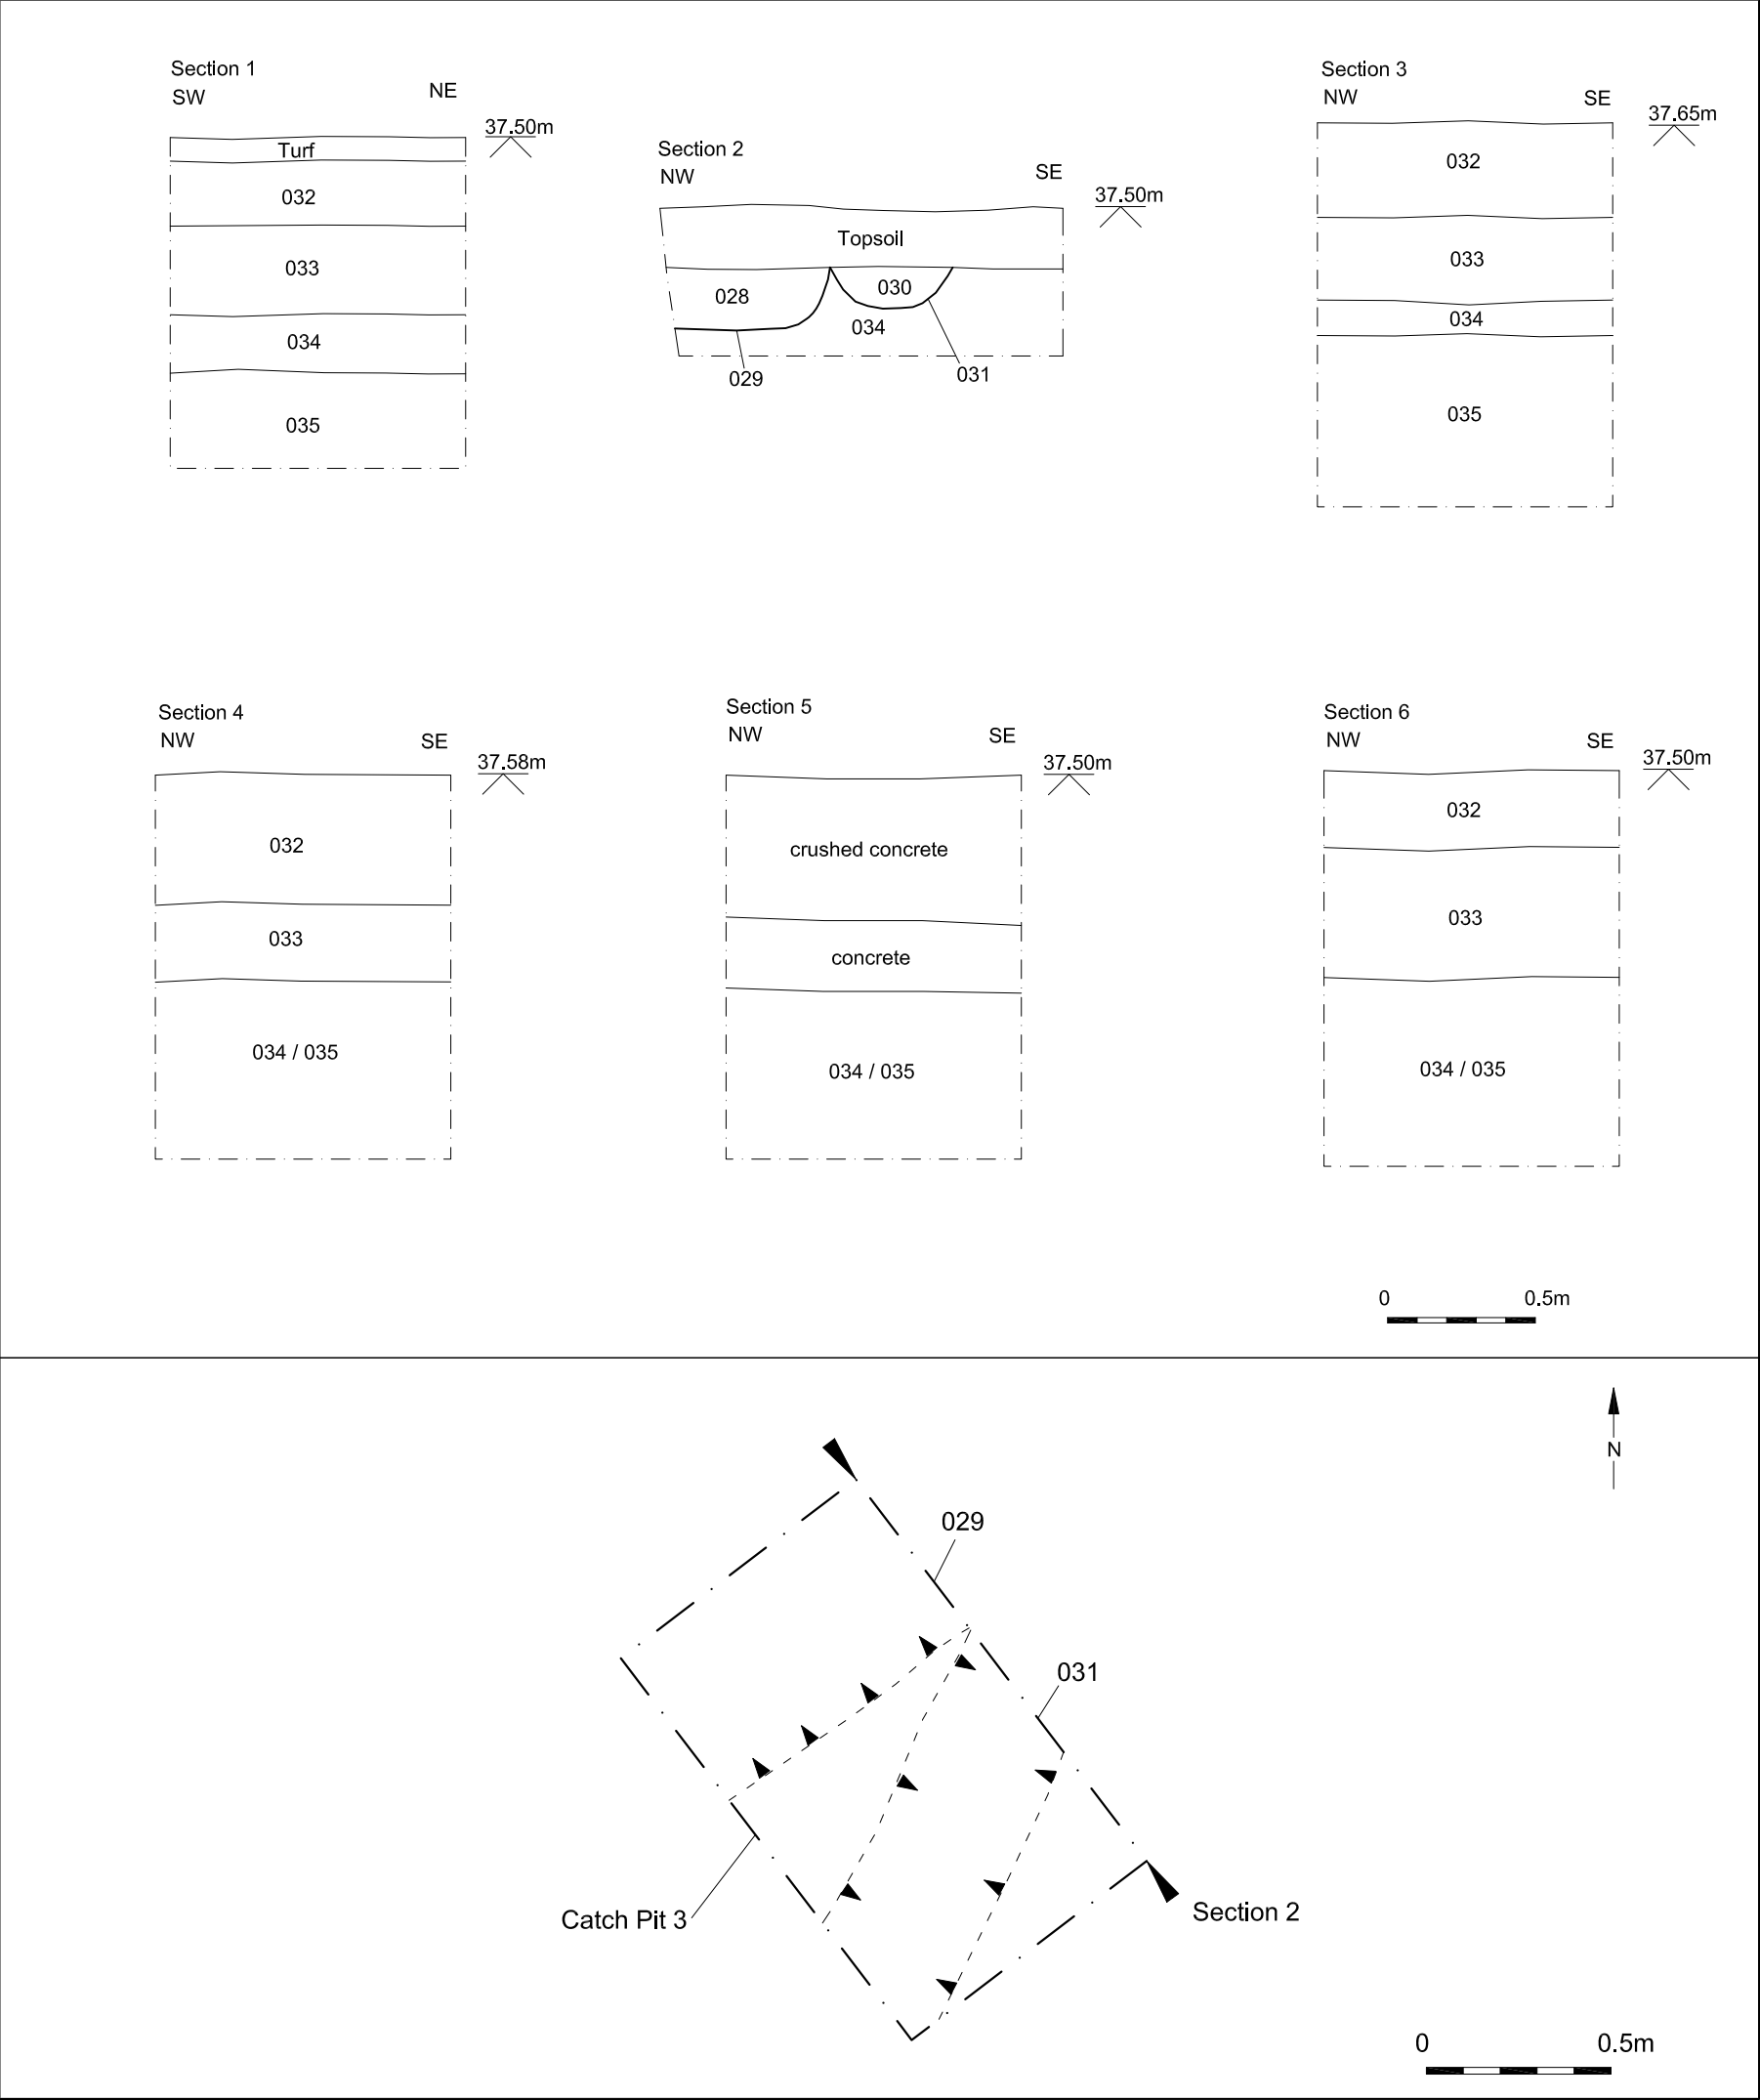 Section 1
SW NE
37.50m
Turf
032
033
034
035
Section 2
NW SE
37.50m
Topsoil
028 030
034
029 031
Section 3
NW SE
37.65m
032
033
034
035
Section 4
NW SE
37.58m
032
033
034 / 035
Section 5
NW SE
37.50m
crushed concrete
concrete
034 / 035
Section 6
NW SE
37.50m
032
033
034 / 035
0 0.5m
N
029
031
Catch Pit 3
Section 2
0 0.5m